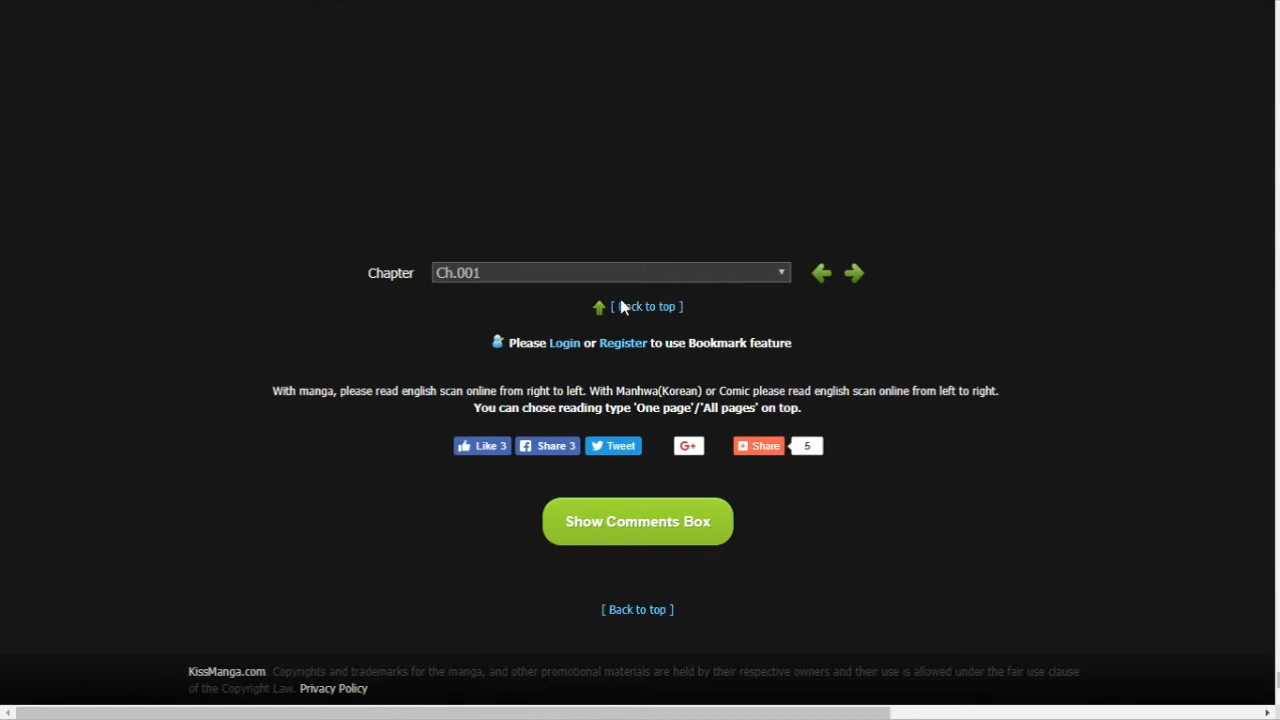 Chapter Ch.001
[ Back to top ]
Please Login or Register to use Bookmark feature
With manga, please read english scan online from right to left. With Manhwa(Korean) or Comic please read english scan online from left to right.
You can chose reading type 'One page'/'All pages' on top.
Like 3 Share 3 Tweet G+ Share 5
Show Comments Box
[ Back to top ]
KissManga.com. Copyrights and trademarks for the manga, and other promotional materials are held by their respective owners and their use is allowed under the fair use clause
of the Copyright Law. Privacy Policy